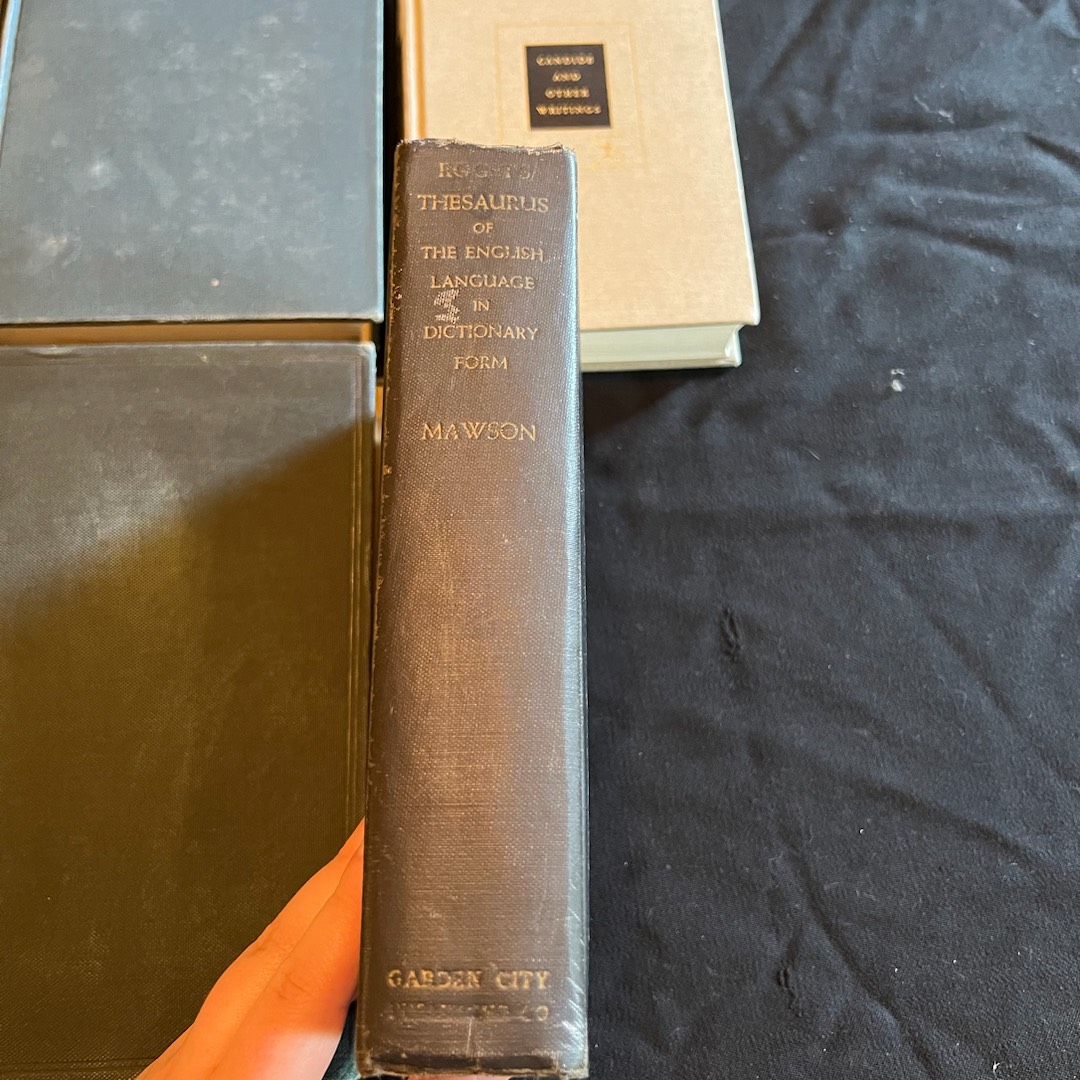 CANDIDE
AND
OTHER
WRITINGS
ROGET'S
THESAURUS
OF
THE ENGLISH
LANGUAGE
IN
DICTIONARY
FORM
MAWSON
GARDEN CITY